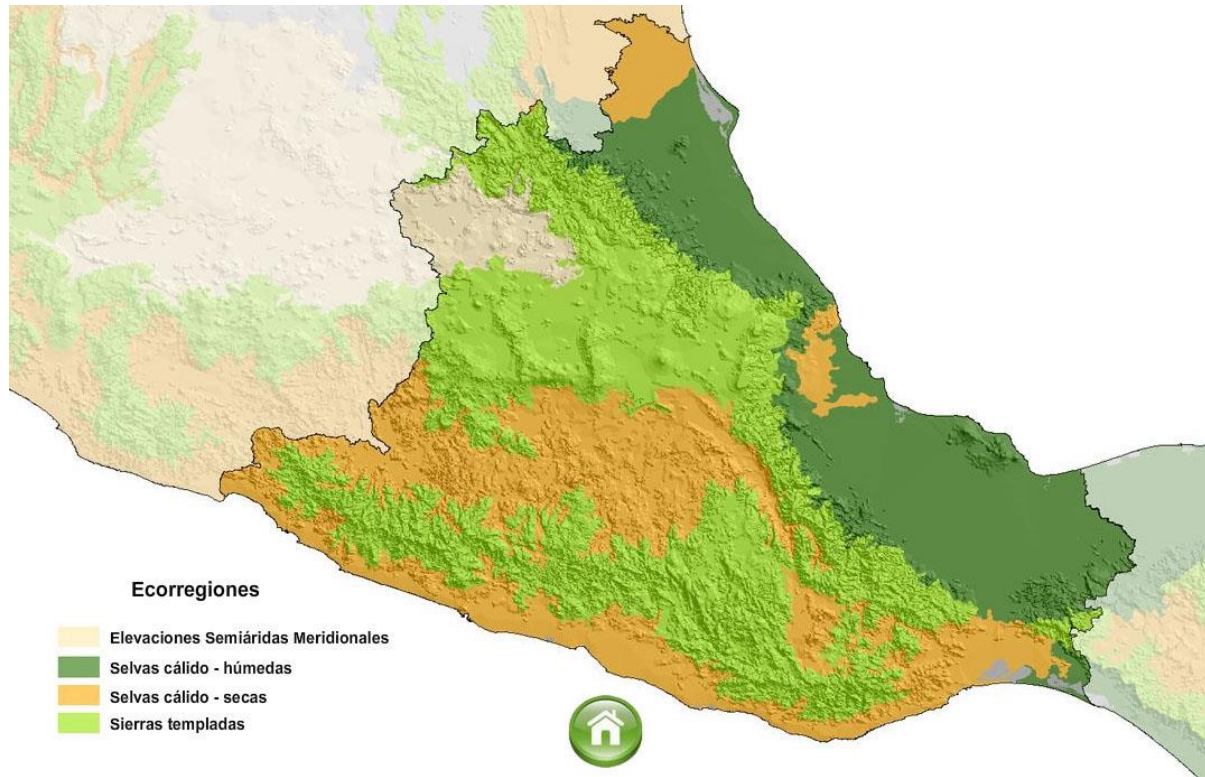 Ecorregiones
Elevaciones Semiáridas Meridionales
Selvas cálido - húmedas
Selvas cálido - secas
Sierras templadas